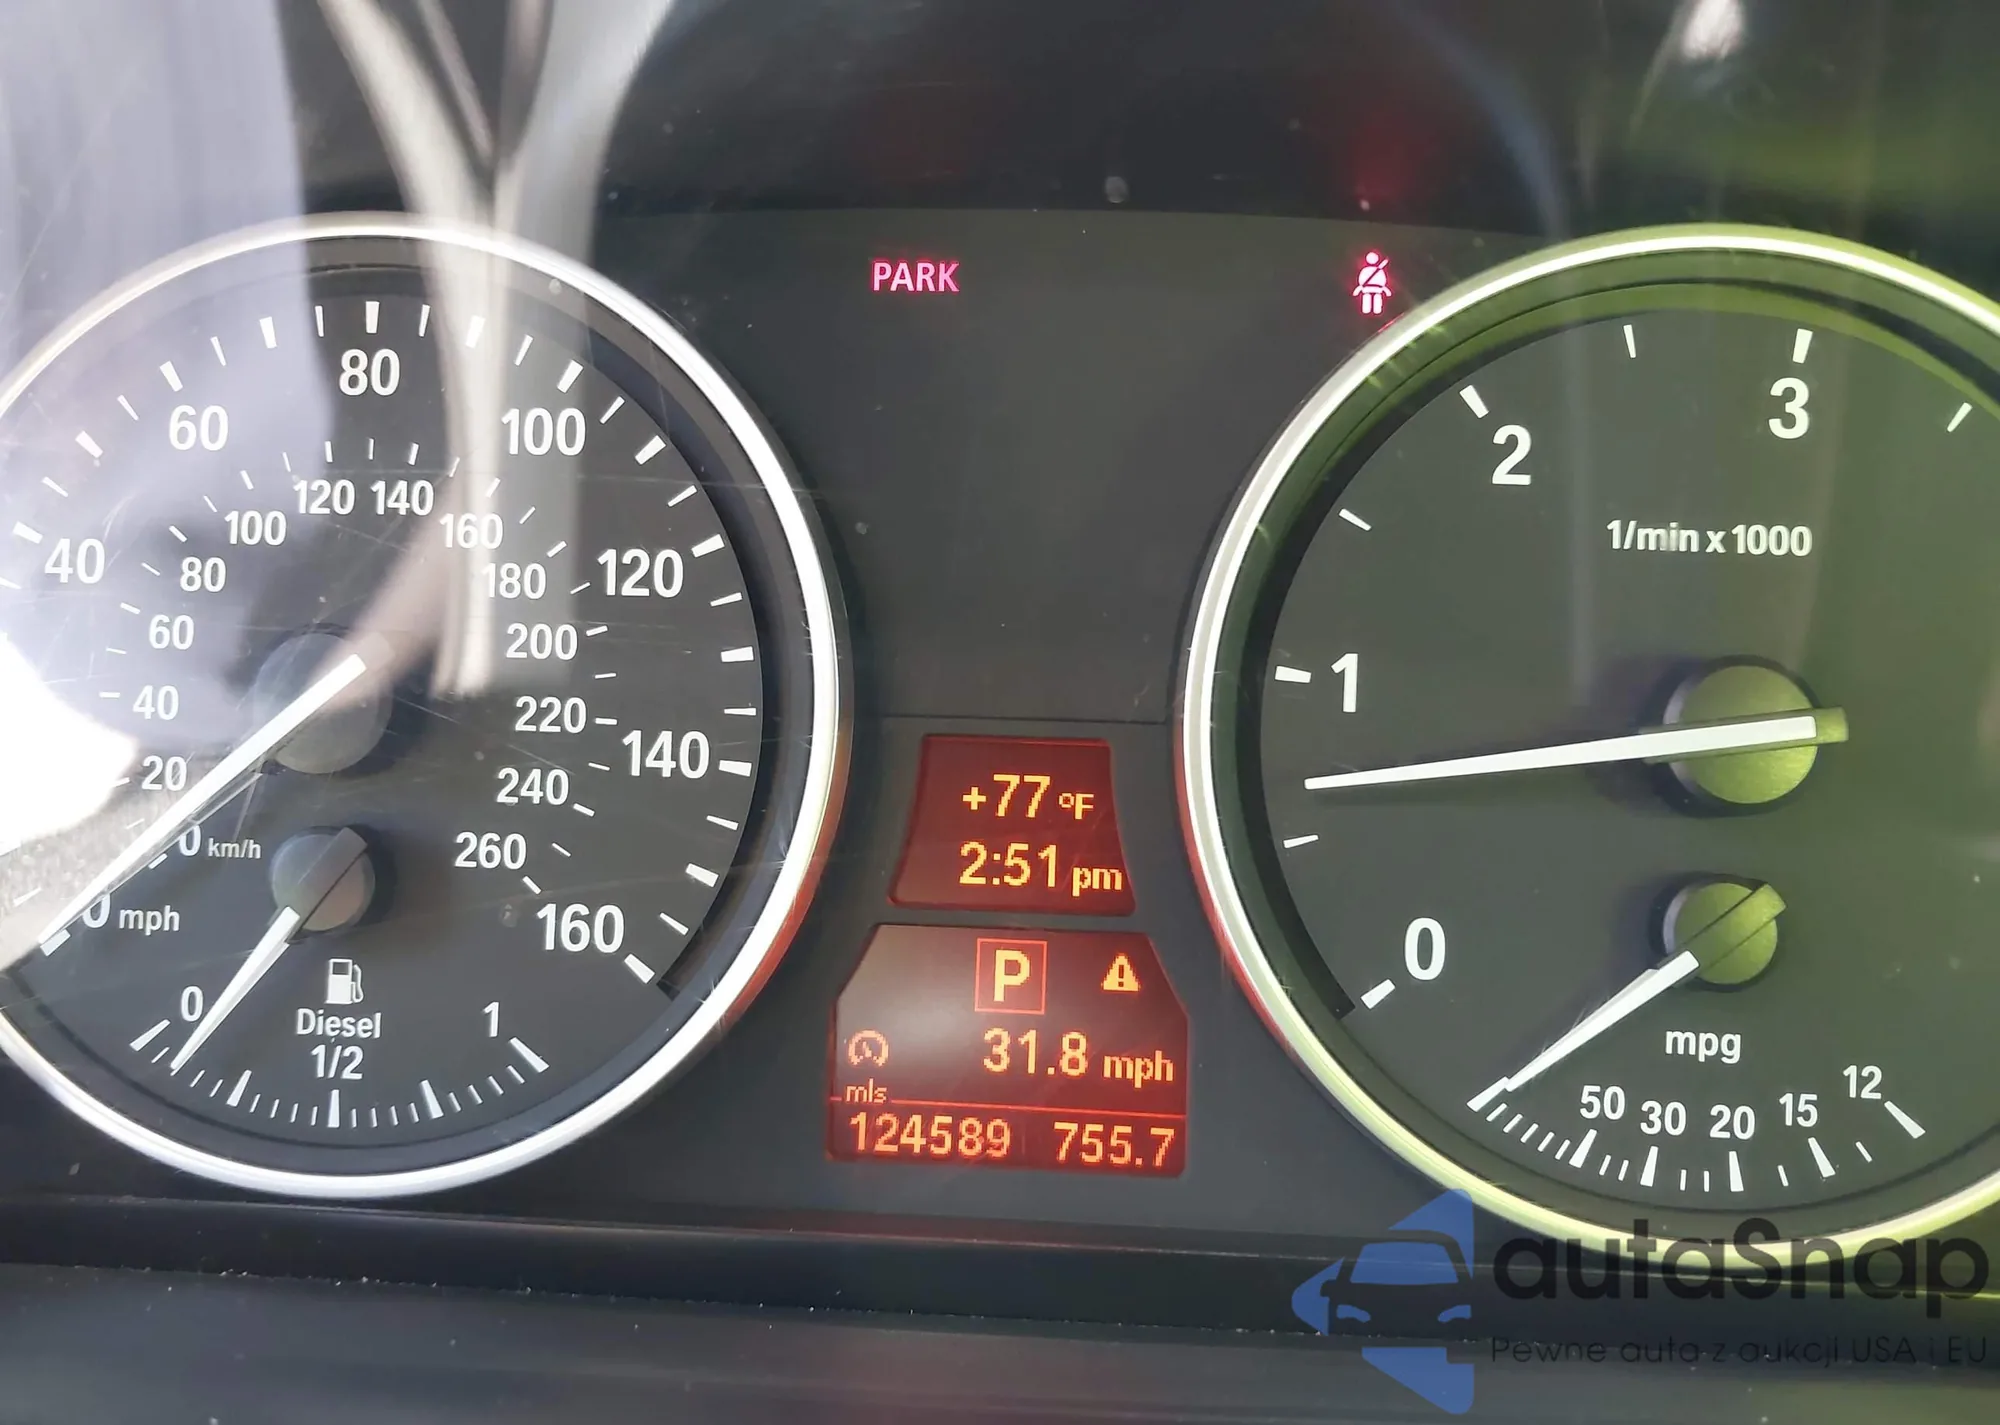 PARK
80
60
100
40
120
140
160
120 140
100
160
80
180
60
200
40
220
20
240
0 km/h
260
0 mph
0
Diesel
1
1/2
+77 °F
2:51 pm
P
31.8 mph
mls
124589 755.7
3
2
1/min x 1000
1
0
mpg
50 30 20 15 12
autaSnap
Pewne auta z aukcji USA i EU